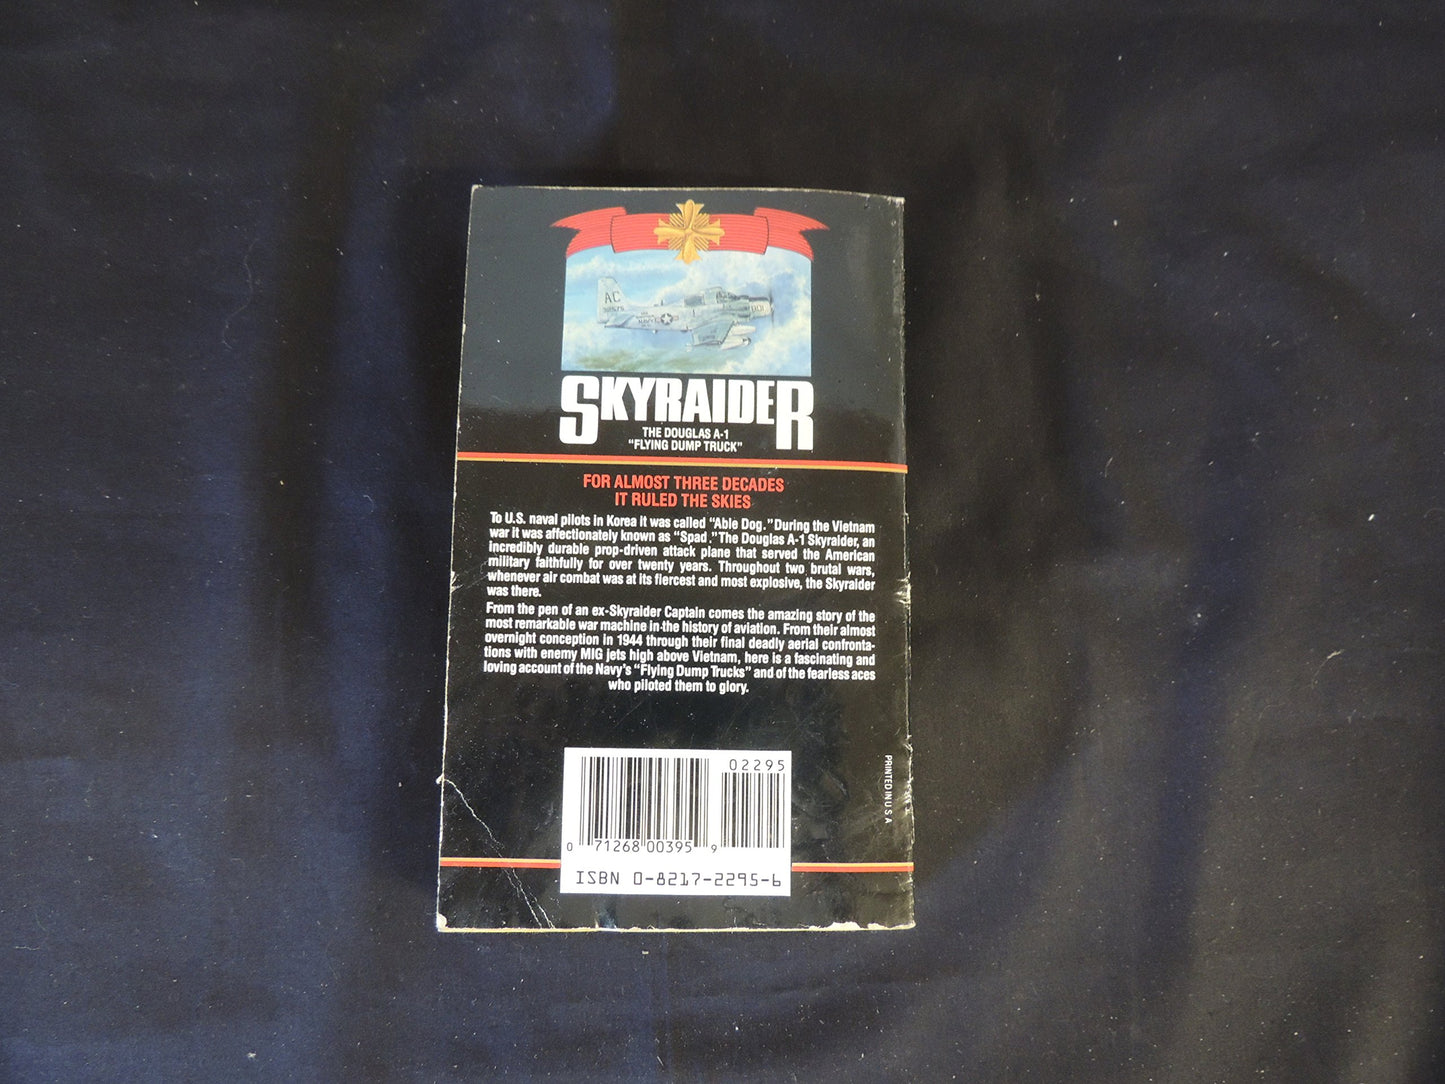 AC
SKYRAIDER
THE DOUGLAS A-1
"FLYING DUMP TRUCK"
FOR ALMOST THREE DECADES
IT RULED THE SKIES
To U.S. naval pilots in Korea it was called "Able Dog." During the Vietnam
war it was affectionately known as "Spad." The Douglas A-1 Skyraider, an
incredibly durable prop-driven attack plane that served the American
military faithfully for over twenty years. Throughout two brutal wars,
whenever air combat was at its fiercest and most explosive, the Skyraider
was there.
From the pen of an ex-Skyraider Captain comes the amazing story of the
most remarkable war machine in the history of aviation. From their almost
overnight conception in 1944 through their final deadly aerial confronta-
tions with enemy MIG jets high above Vietnam, here is a fascinating and
loving account of the Navy's "Flying Dump Trucks" and of the fearless aces
who piloted them to glory.
PRINTED IN U S A
02295
0 71268 00395 9
ISBN 0-8217-2295-6